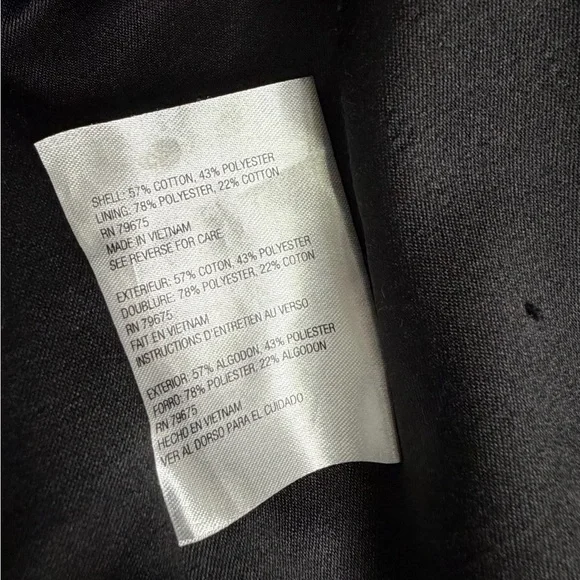 SHELL: 57% COTTON, 43% POLYESTER
LINING: 78% POLYESTER, 22% COTTON
RN 79675
MADE IN VIETNAM
SEE REVERSE FOR CARE
EXTÉRIEUR: 57% COTON, 43% POLYESTER
DOUBLURE: 78% POLYESTER, 22% COTON
RN 79675
FAIT EN VIETNAM
INSTRUCTIONS D'ENTRETIEN AU VERSO
EXTERIOR: 57% ALGODON, 43% POLIESTER
FORRO: 78% POLIESTER, 22% ALGODON
RN 79675
HECHO EN VIETNAM
VER AL DORSO PARA EL CUIDADO